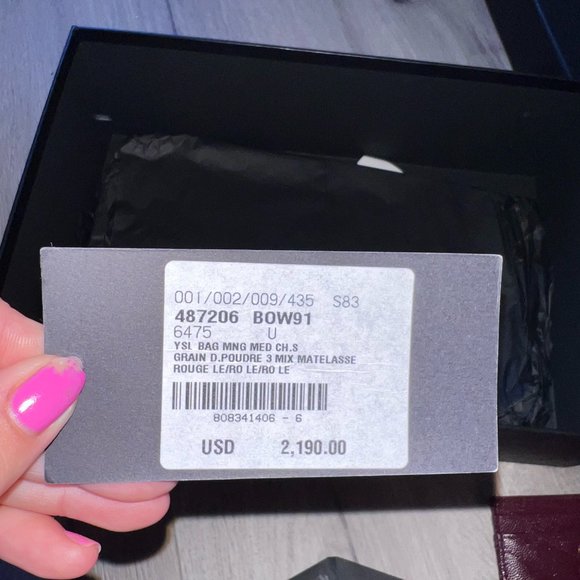 001/002/009/435 S83
487206 BOW91
6475 U
YSL BAG MNG MED CH.S
GRAIN D.POUDRE 3 MIX MATELASSE
ROUGE LE/RO LE/RO LE
808341406 - 6
USD 2,190.00